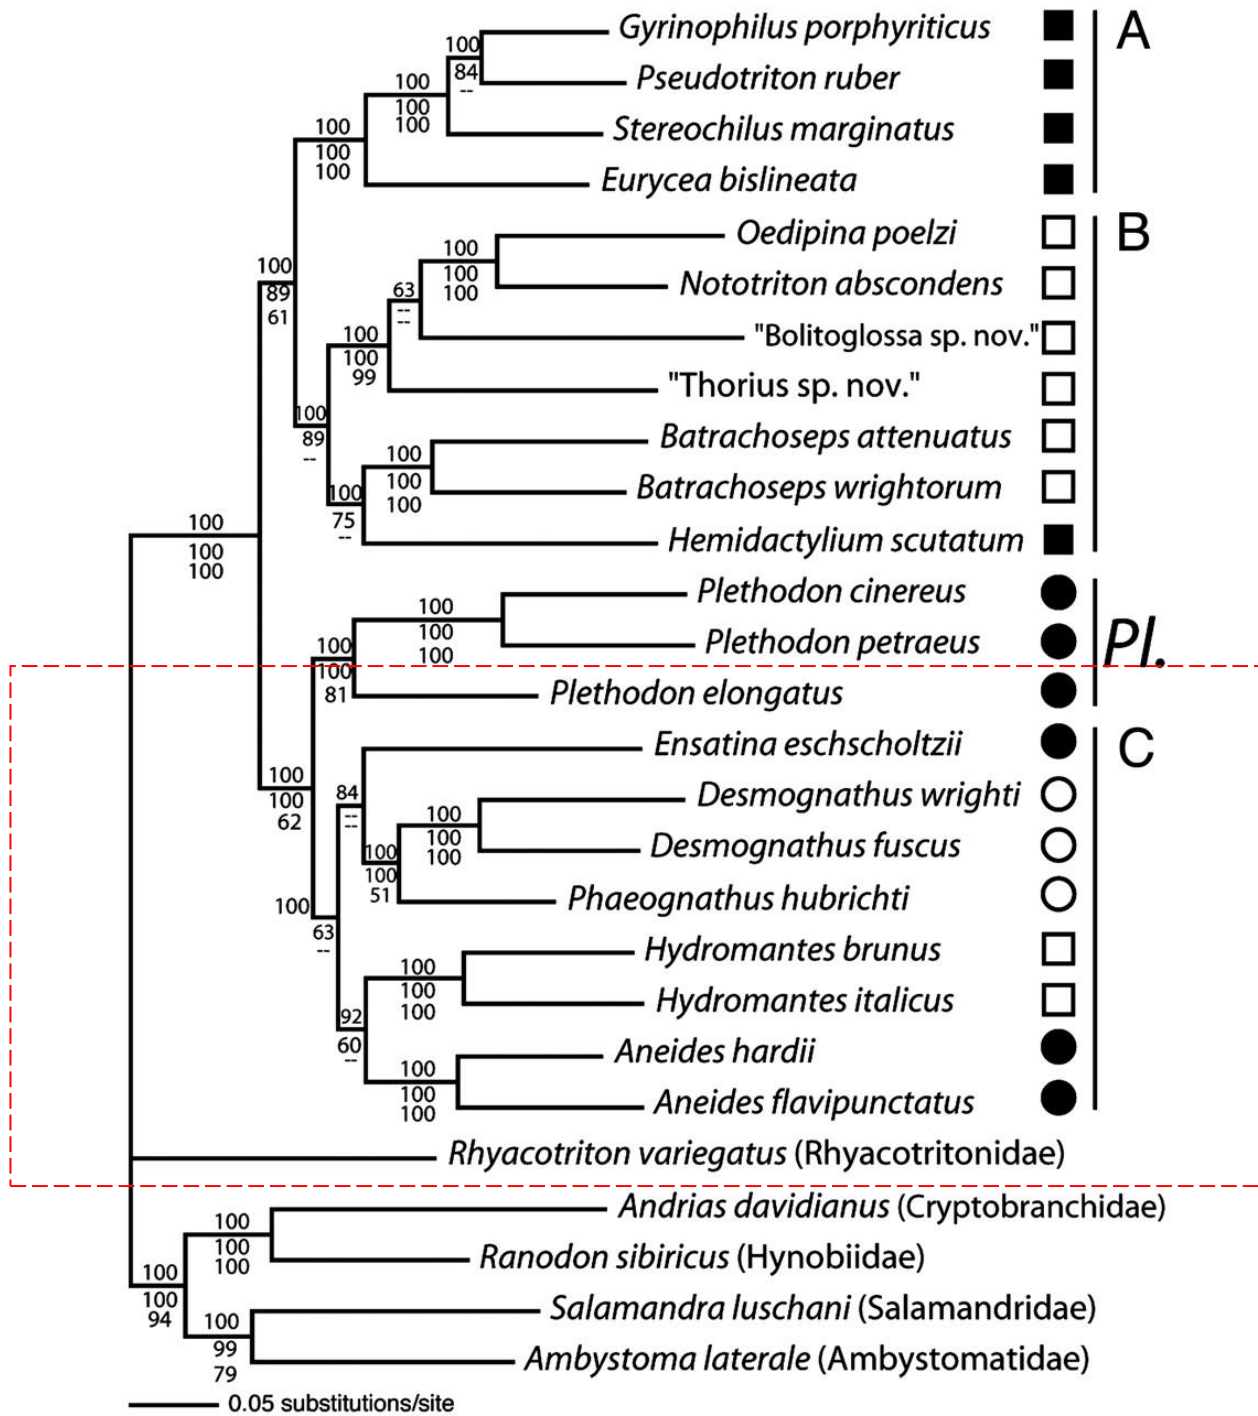 Gyrinophilus porphyriticus
A
100
84
--
Pseudotriton ruber
100
100
100
Stereochilus marginatus
100
100
100
Eurycea bislineata
Oedipina poelzi
B
100
100
100
Nototriton abscondens
100
89
61
63
--
--
"Bolitoglossa sp. nov."
100
100
99
"Thorius sp. nov."
100
89
--
Batrachoseps attenuatus
100
100
100
Batrachoseps wrightorum
100
75
--
Hemidactylium scutatum
100
100
100
Plethodon cinereus
100
100
100
Plethodon petraeus
Pl.
100
100
81
Plethodon elongatus
Ensatina eschscholtzii
C
100
100
62
84
--
--
Desmognathus wrighti
100
100
100
Desmognathus fuscus
100
100
51
Phaeognathus hubrichti
100
63
--
Hydromantes brunus
100
100
100
Hydromantes italicus
92
60
--
Aneides hardii
100
100
100
Aneides flavipunctatus
Rhyacotriton variegatus (Rhyacotritonidae)
Andrias davidianus (Cryptobranchidae)
100
100
100
Ranodon sibiricus (Hynobiidae)
100
100
94
Salamandra luschani (Salamandridae)
100
99
79
Ambystoma laterale (Ambystomatidae)
0.05 substitutions/site